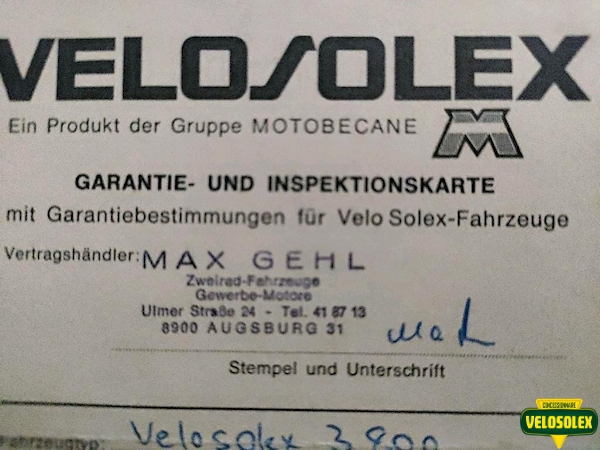 VELOSOLEX
Ein Produkt der Gruppe MOTOBECANE
M
GARANTIE- UND INSPEKTIONSKARTE
mit Garantiebestimmungen für Velo Solex-Fahrzeuge
Vertragshändler: MAX GEHL
Zweirad-Fahrzeuge
Gewerbe-Motore
Ulmer Straße 24 - Tel. 41 87 13
8900 AUGSBURG 31
Stempel und Unterschrift
Fahrzeugtyp: Velosolex 3800
CONCESSIONNAIRE
VELOSOLEX